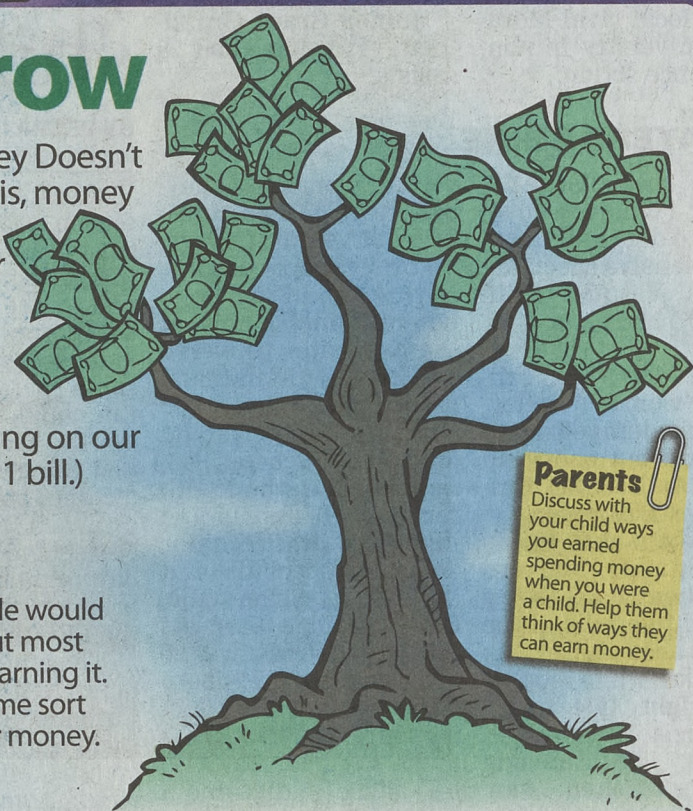 row
ey Doesn't
is, money
ng on our
1 bill.)
le would
ut most
arning it.
me sort
money.
Parents
Discuss with
your child ways
you earned
spending money
when you were
a child. Help them
think of ways they
can earn money.